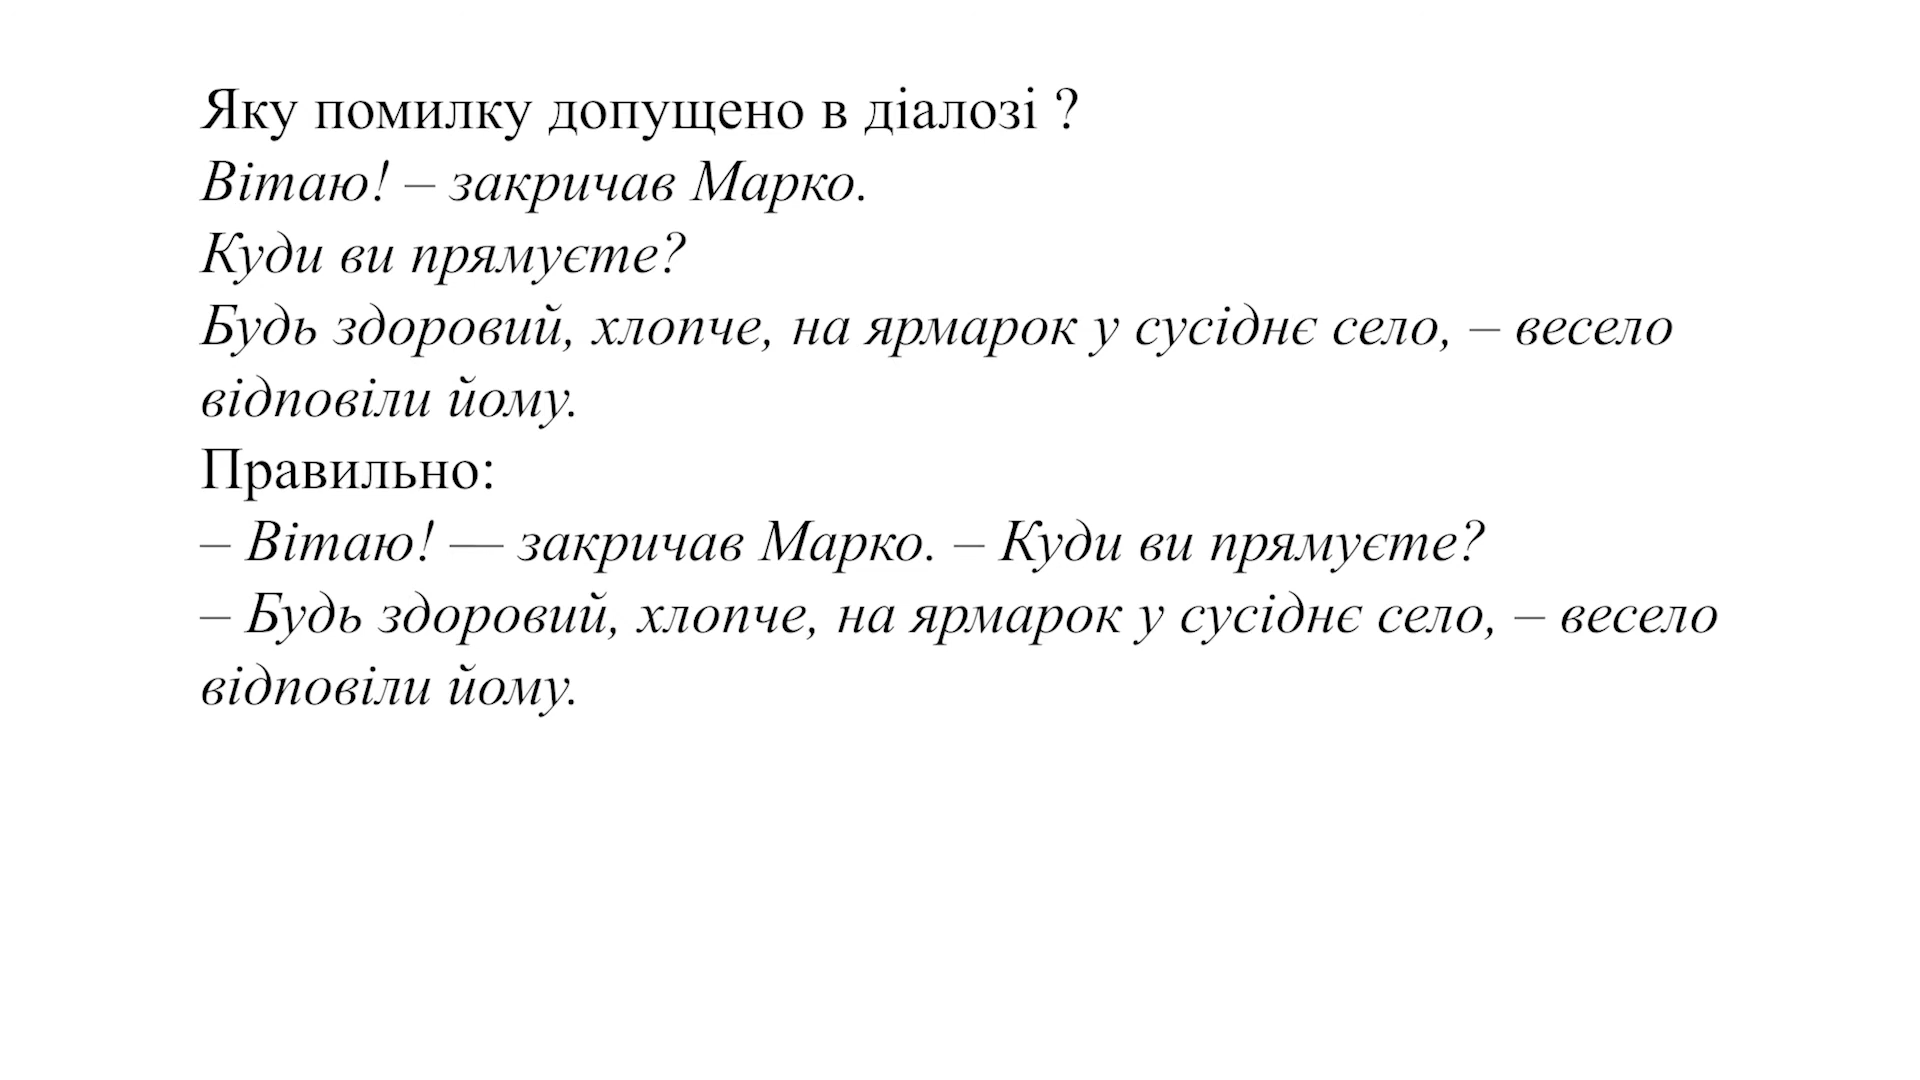 Яку помилку допущено в діалозі ?
Вітаю! – закричав Марко.
Куди ви прямуєте?
Будь здоровий, хлопче, на ярмарок у сусіднє село, – весело
відповіли йому.
Правильно:
– Вітаю! — закричав Марко. – Куди ви прямуєте?
– Будь здоровий, хлопче, на ярмарок у сусіднє село, – весело
відповіли йому.